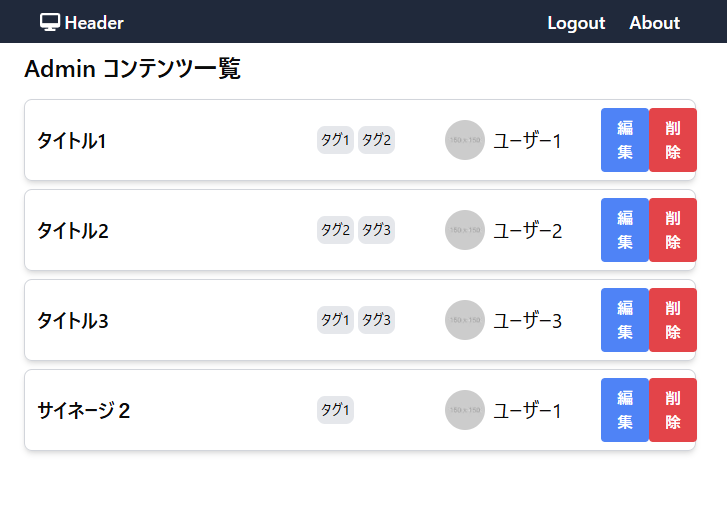 Header Logout About
Admin コンテンツ一覧
タイトル1 タグ1 タグ2 150 x 150 ユーザー1 編集 削除
タイトル2 タグ2 タグ3 150 x 150 ユーザー2 編集 削除
タイトル3 タグ1 タグ3 150 x 150 ユーザー3 編集 削除
サイネージ２ タグ1 150 x 150 ユーザー1 編集 削除